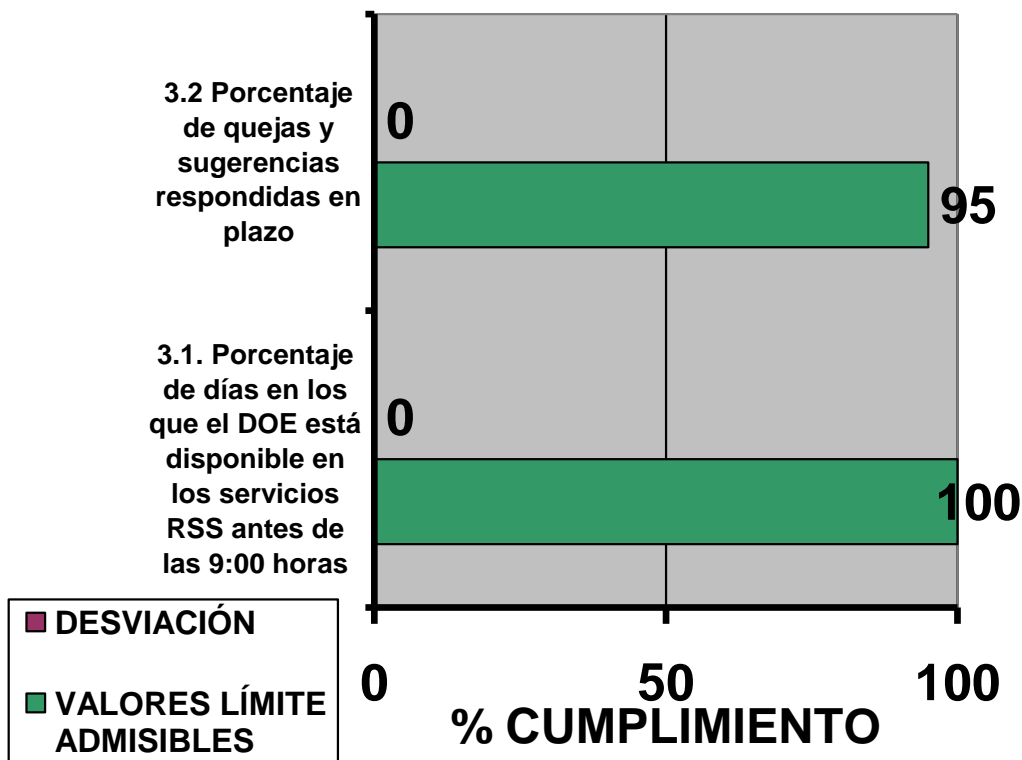 3.2 Porcentaje
de quejas y
sugerencias
respondidas en
plazo
0
95
3.1. Porcentaje
de días en los
que el DOE está
disponible en
los servicios
RSS antes de
las 9:00 horas
0
100
0 50 100
% CUMPLIMIENTO
DESVIACIÓN
VALORES LÍMITE
ADMISIBLES